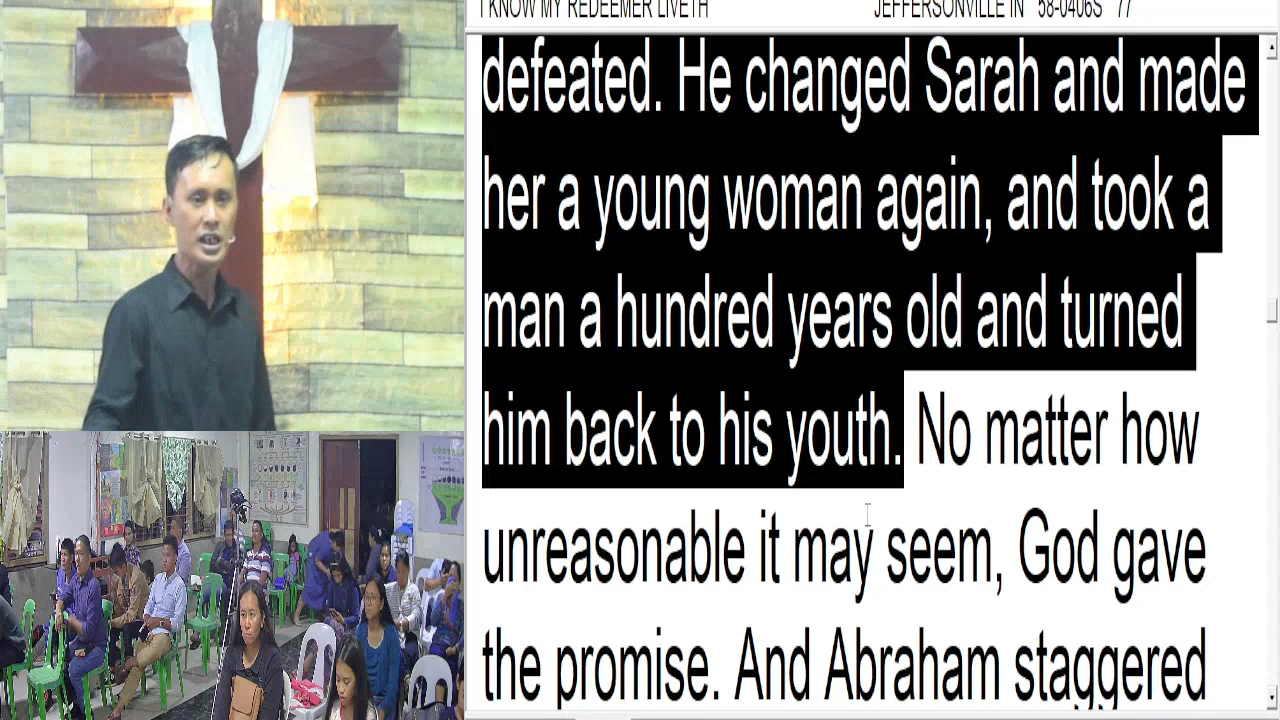 I KNOW MY REDEEMER LIVETH JEFFERSONVILLE IN 58-0406S 77
defeated. He changed Sarah and made
her a young woman again, and took a
man a hundred years old and turned
him back to his youth. No matter how
unreasonable it may seem, God gave
the promise. And Abraham staggered